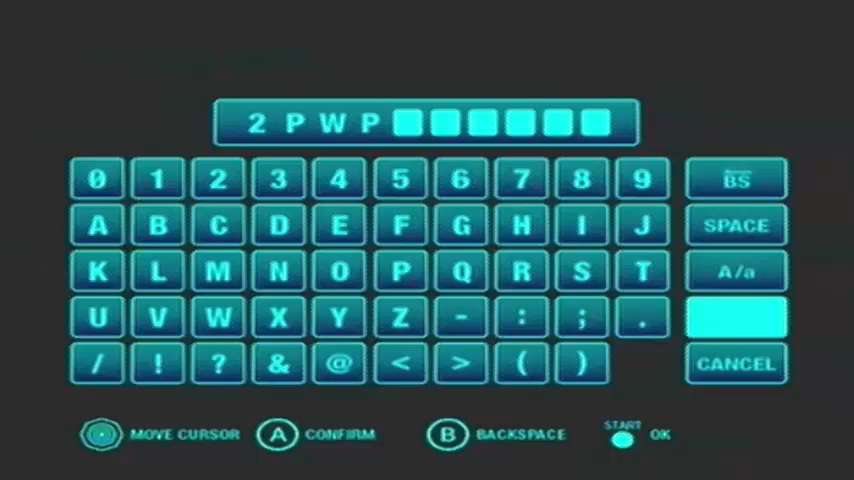 2 P W P
0 1 2 3 4 5 6 7 8 9 BS
A B C D E F G H I J SPACE
K L M N O P Q R S T A/a
U V W X Y Z - : ; .
/ ! ? & @ < > ( ) CANCEL
MOVE CURSOR A CONFIRM B BACKSPACE START OK